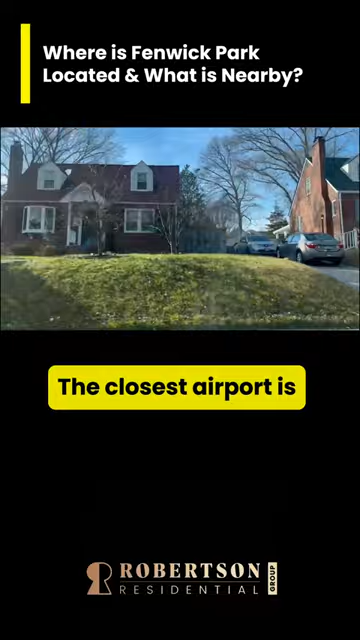 Where is Fenwick Park
Located & What is Nearby?
The closest airport is
ROBERTSON
RESIDENTIAL
GROUP